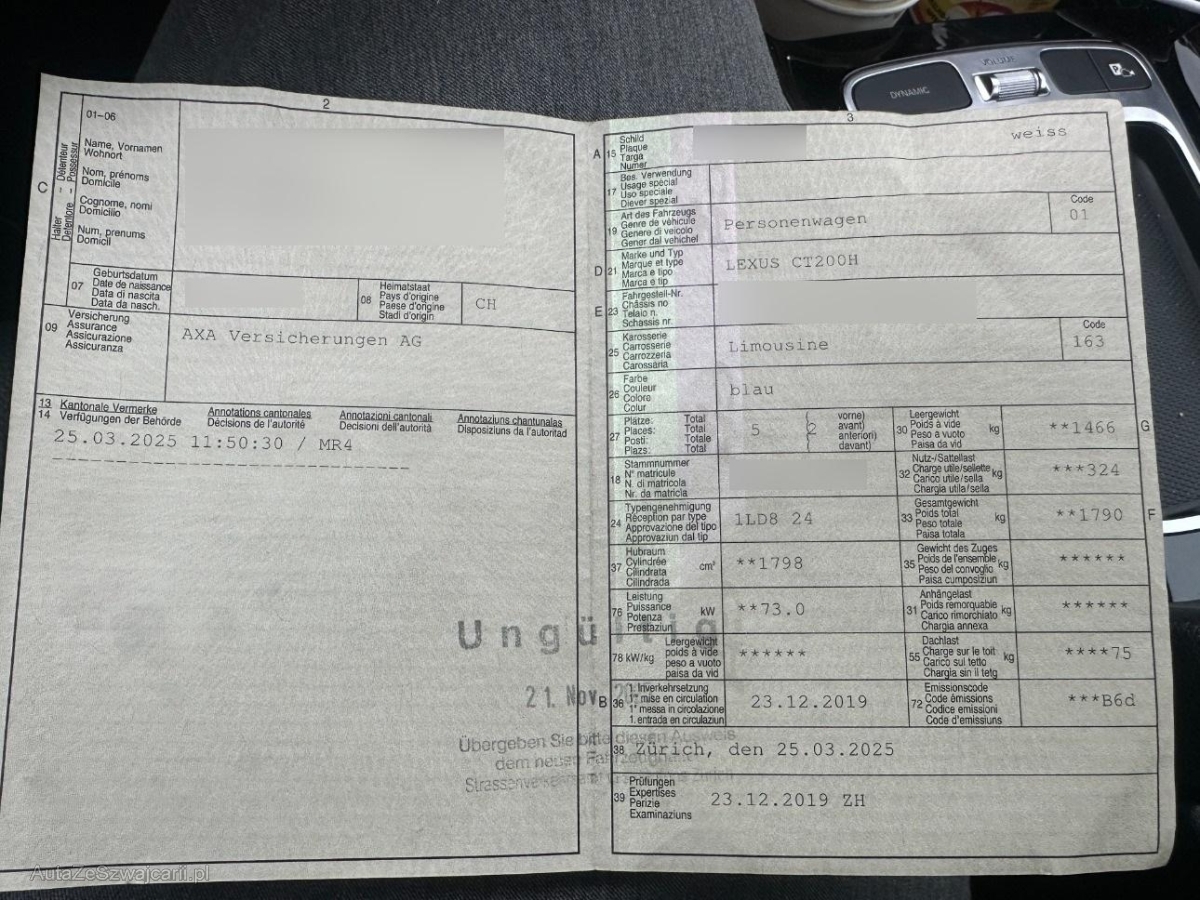 VOLUME
DYNAMIC
2
01-06
C
Halter Détenteur
Detentore Possessur
Name, Vornamen
Wohnort
Nom, prénoms
Domicile
Cognome, nomi
Domicilio
Num, prenums
Domicil
07
Geburtsdatum
Date de naissance
Data di nascita
Data da nasch.
08
Heimatstaat
Pays d'origine
Paese d'origine
Stadi d'origin
CH
09
Versicherung
Assurance
Assicurazione
Assicuranza
AXA Versicherungen AG
13 Kantonale Vermerke Annotations cantonales Annotazioni cantonali Annotaziuns chantunalas
14 Verfügungen der Behörde Décisions de l'autorité Decisioni dell'autorità Disposiziuns da l'autoritad
25.03.2025 11:50:30 / MR4
3
A 15
Schild
Plaque
Targa
Numer
weiss
17
Bes. Verwendung
Usage spécial
Uso speciale
Diever spezial
19
Art des Fahrzeugs
Genre de véhicule
Genere di veicolo
Gener dal vehichel
Personenwagen
Code
01
D 21
Marke und Typ
Marque et type
Marca e tipo
Marca e tip
LEXUS CT200H
E 23
Fahrgestell-Nr.
Châssis no
Telaio n.
Schassis nr.
25
Karosserie
Carrosserie
Carrozzeria
Carossaria
Limousine
Code
163
26
Farbe
Couleur
Colore
Colur
blau
27
Plätze: Total
Places: Total
Posti: Totale
Plazs: Total
5 (2
vorne)
avant)
anteriori)
davant)
30
Leergewicht
Poids à vide
Peso a vuoto
Paisa da vid
kg
**1466
G
18
Stammnummer
N° matricule
N. di matricola
Nr. da matricla
32
Nutz-/Sattellast
Charge utile/sellette
Carico utile/sella
Chargia utila/sella
kg
***324
24
Typengenehmigung
Réception par type
Approvazione del tipo
Approvaziun dal tip
1LD8 24
33
Gesamtgewicht
Poids total
Peso totale
Paisa totala
kg
**1790
F
37
Hubraum
Cylindrée
Cilindrata
Cilindrada
cm³
**1798
35
Gewicht des Zuges
Poids de l'ensemble
Peso del convoglio
Paisa cumposiziun
kg
******
76
Leistung
Puissance
Potenza
Prestaziun
kW
**73.0
31
Anhängelast
Poids remorquable
Carico rimorchiato
Chargia annexa
kg
******
78 kW/kg
Leergewicht
poids à vide
peso a vuoto
paisa da vid
******
55
Dachlast
Charge sur le toit
Carico sul tetto
Chargia sin il tetg
kg
****75
B 36
1. Inverkehrsetzung
1re mise en circulation
1a messa in circolazione
1. entrada en circulaziun
23.12.2019
72
Emissionscode
Code émissions
Codice emissioni
Code d'emissiuns
***B6d
38 Zürich, den 25.03.2025
39
Prüfungen
Expertises
Perizie
Examinaziuns
23.12.2019 ZH
Ungültig
21. Nov.
Übergeben Sie bitte diesen Ausweis
dem neuen Fahrzeughalter
AutaZeSzwajcarii.pl